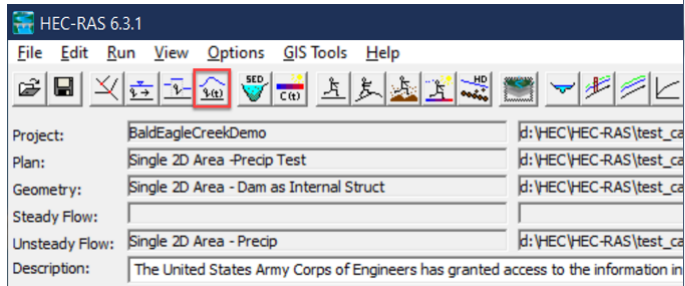 HEC-RAS 6.3.1
File Edit Run View Options GIS Tools Help
SED C(t) HD
Project: BaldEagleCreekDemo d:\HEC\HEC-RAS\test_ca
Plan: Single 2D Area -Precip Test d:\HEC\HEC-RAS\test_ca
Geometry: Single 2D Area - Dam as Internal Struct d:\HEC\HEC-RAS\test_ca
Steady Flow:
Unsteady Flow: Single 2D Area - Precip d:\HEC\HEC-RAS\test_ca
Description: The United States Army Corps of Engineers has granted access to the information in